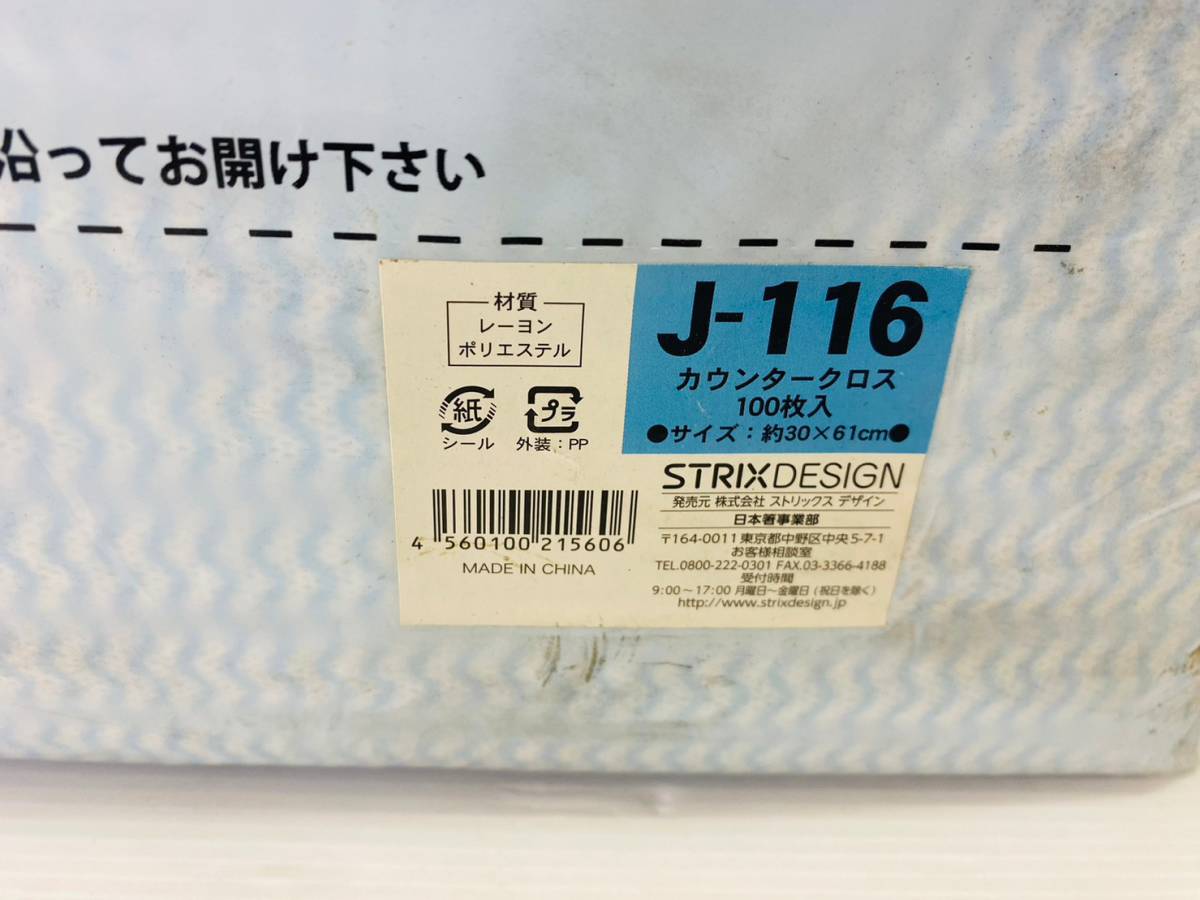 沿ってお開け下さい
材質
レーヨン
ポリエステル
紙
シール
プラ
外装：PP
4 560100 215606
MADE IN CHINA
J-116
カウンタークロス
100枚入
●サイズ：約30×61cm●
STRIXDESIGN
発売元 株式会社 ストリックス デザイン
日本箸事業部
〒164-0011 東京都中野区中央5-7-1
お客様相談室
TEL.0800-222-0301 FAX.03-3366-4188
受付時間
9:00～17:00 月曜日～金曜日（祝日を除く）
http://www.strixdesign.jp